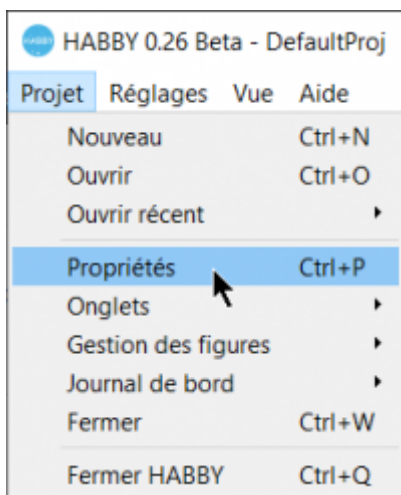 HABBY HABBY 0.26 Beta - DefaultProj
Projet Réglages Vue Aide
Nouveau Ctrl+N
Ouvrir Ctrl+O
Ouvrir récent
Propriétés Ctrl+P
Onglets
Gestion des figures
Journal de bord
Fermer Ctrl+W
Fermer HABBY Ctrl+Q